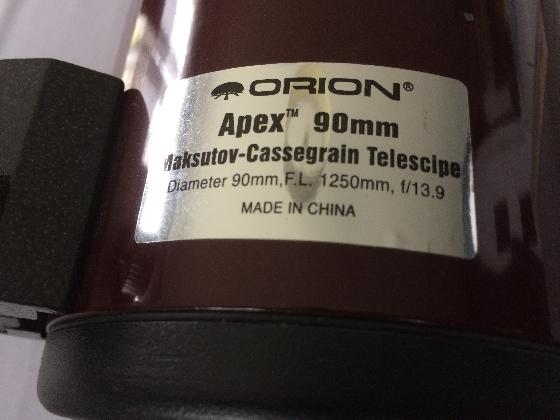 ORION®
Apex™ 90mm
Maksutov-Cassegrain Telescipe
Diameter 90mm,F.L. 1250mm, f/13.9
MADE IN CHINA